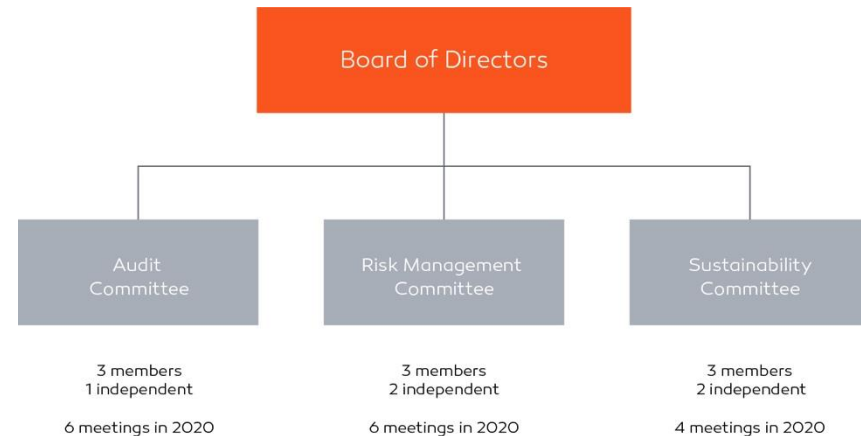 Board of Directors
Audit
Committee
Risk Management
Committee
Sustainability
Committee
3 members
1 independent
6 meetings in 2020
3 members
2 independent
6 meetings in 2020
3 members
2 independent
4 meetings in 2020